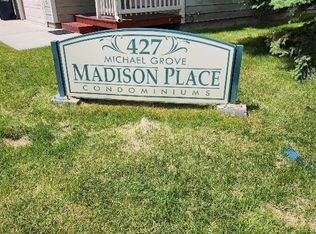 427
MICHAEL GROVE
MADISON PLACE
CONDOMINIUMS